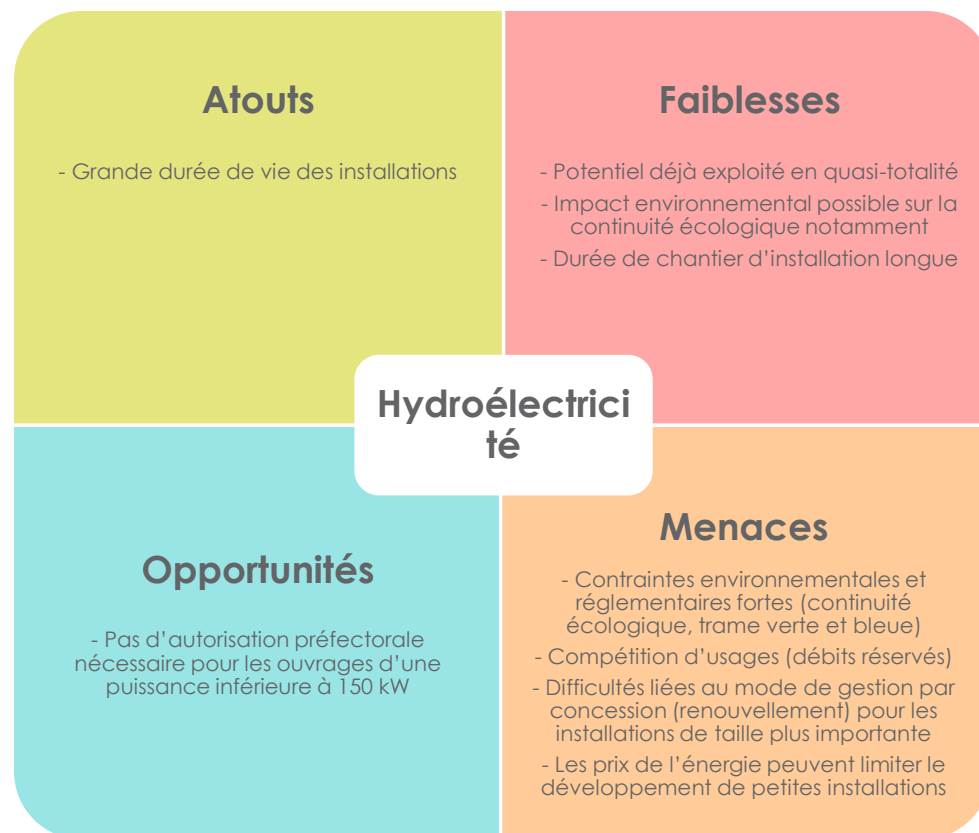 Atouts
- Grande durée de vie des installations
Faiblesses
- Potentiel déjà exploité en quasi-totalité
- Impact environnemental possible sur la
continuité écologique notamment
- Durée de chantier d’installation longue
Hydroélectrici
té
Opportunités
- Pas d’autorisation préfectorale
nécessaire pour les ouvrages d’une
puissance inférieure à 150 kW
Menaces
- Contraintes environnementales et
réglementaires fortes (continuité
écologique, trame verte et bleue)
- Compétition d’usages (débits réservés)
- Difficultés liées au mode de gestion par
concession (renouvellement) pour les
installations de taille plus importante
- Les prix de l’énergie peuvent limiter le
développement de petites installations